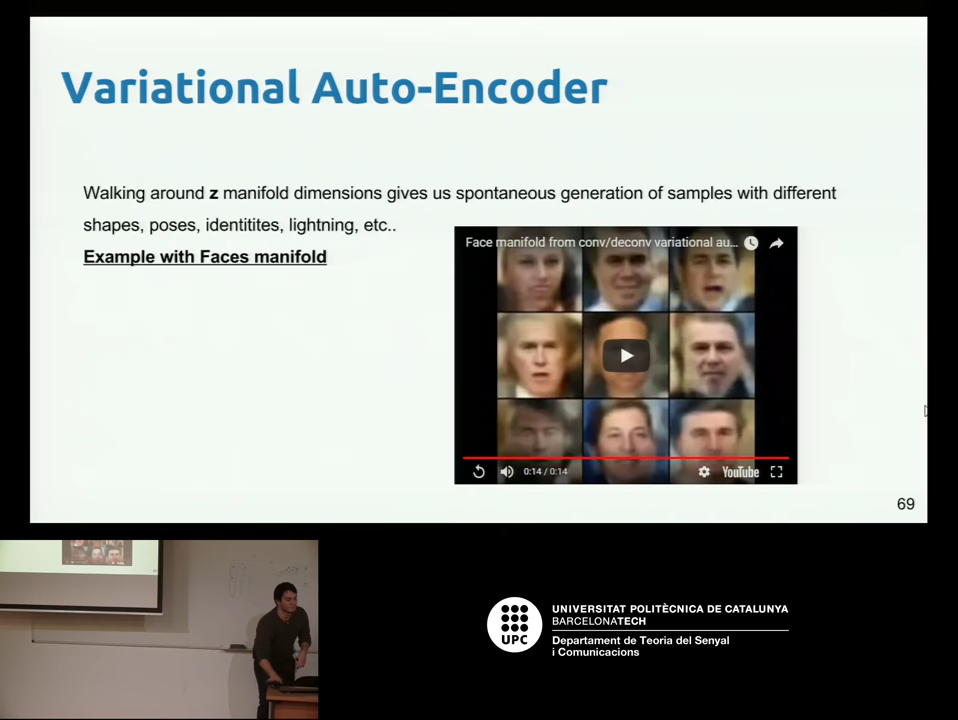 Variational Auto-Encoder
Walking around z manifold dimensions gives us spontaneous generation of samples with different
shapes, poses, identitites, lightning, etc..
Example with Faces manifold
Face manifold from conv/deconv variational au...
0:14 / 0:14
YouTube
69
UPC
UNIVERSITAT POLITÈCNICA DE CATALUNYA
BARCELONATECH
Departament de Teoria del Senyal
i Comunicacions